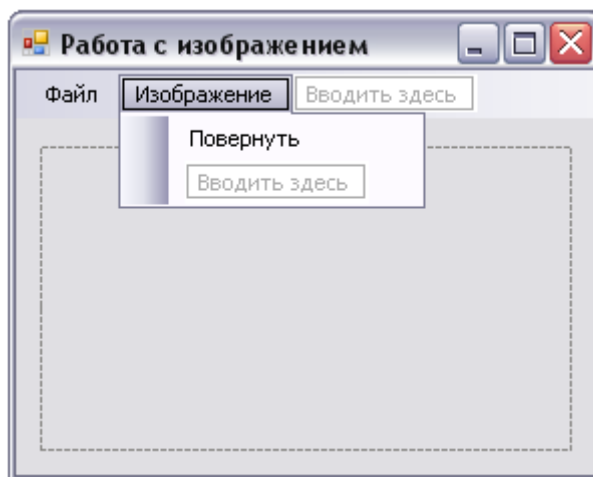 Работа с изображением
Файл Изображение Вводить здесь
Повернуть
Вводить здесь